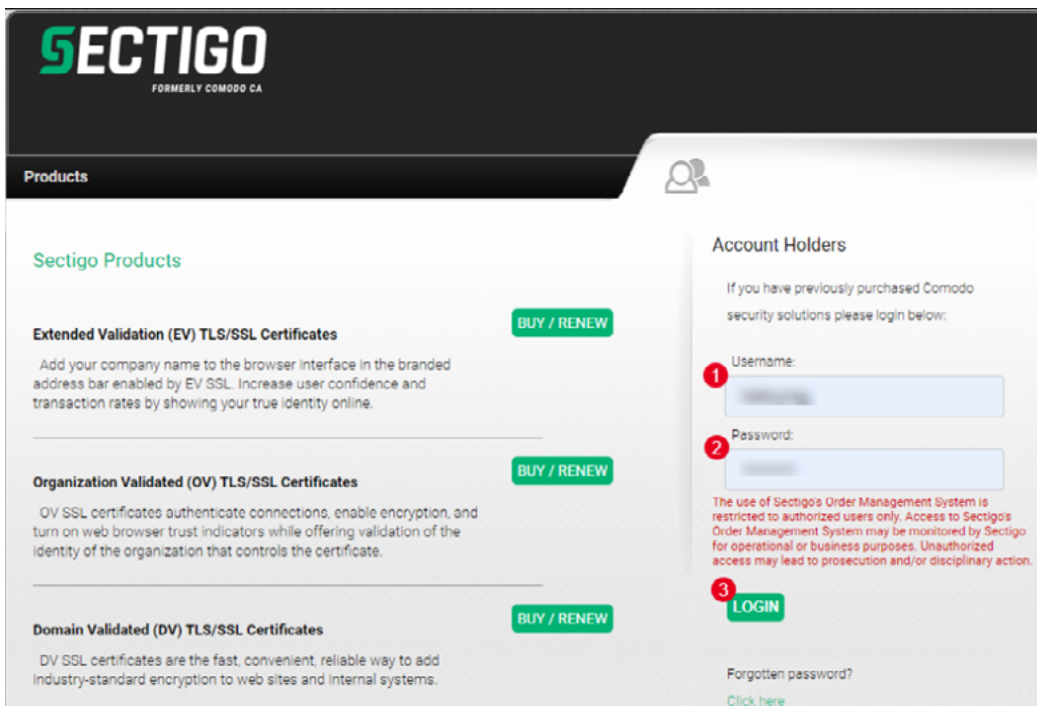 SECTIGO
FORMERLY COMODO CA
Products
Sectigo Products
Extended Validation (EV) TLS/SSL Certificates
BUY / RENEW
Add your company name to the browser interface in the branded
address bar enabled by EV SSL. Increase user confidence and
transaction rates by showing your true identity online.
Organization Validated (OV) TLS/SSL Certificates
BUY / RENEW
OV SSL certificates authenticate connections, enable encryption, and
turn on web browser trust indicators while offering validation of the
identity of the organization that controls the certificate.
Domain Validated (DV) TLS/SSL Certificates
BUY / RENEW
DV SSL certificates are the fast, convenient, reliable way to add
industry-standard encryption to web sites and internal systems.
Account Holders
If you have previously purchased Comodo
security solutions please login below:
1
Username:
2
Password:
The use of Sectigo's Order Management System is
restricted to authorized users only. Access to Sectigo's
Order Management System may be monitored by Sectigo
for operational or business purposes. Unauthorized
access may lead to prosecution and/or disciplinary action.
3
LOGIN
Forgotten password?
Click here